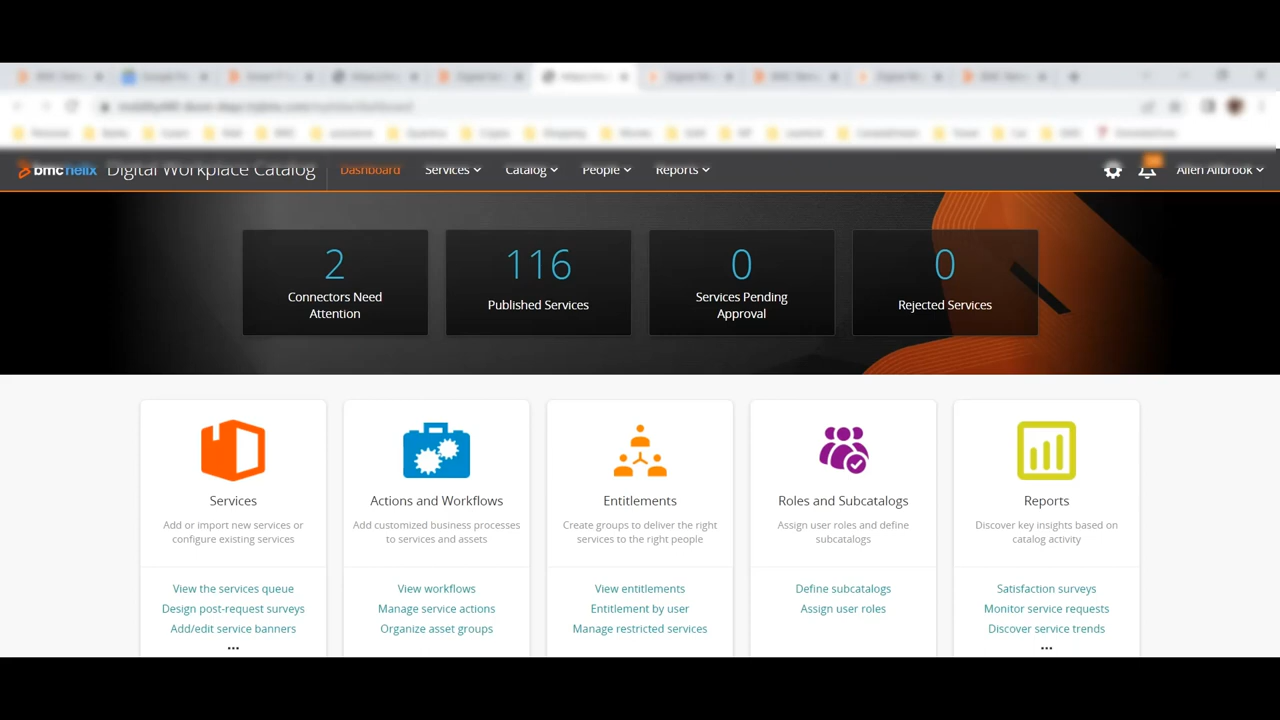 bmc helix Digital Workplace Catalog Dashboard Services Catalog People Reports Allen Allbrook
2
Connectors Need
Attention
116
Published Services
0
Services Pending
Approval
0
Rejected Services
Services
Add or import new services or
configure existing services
View the services queue
Design post-request surveys
Add/edit service banners
...
Actions and Workflows
Add customized business processes
to services and assets
View workflows
Manage service actions
Organize asset groups
Entitlements
Create groups to deliver the right
services to the right people
View entitlements
Entitlement by user
Manage restricted services
Roles and Subcatalogs
Assign user roles and define
subcatalogs
Define subcatalogs
Assign user roles
Reports
Discover key insights based on
catalog activity
Satisfaction surveys
Monitor service requests
Discover service trends
...